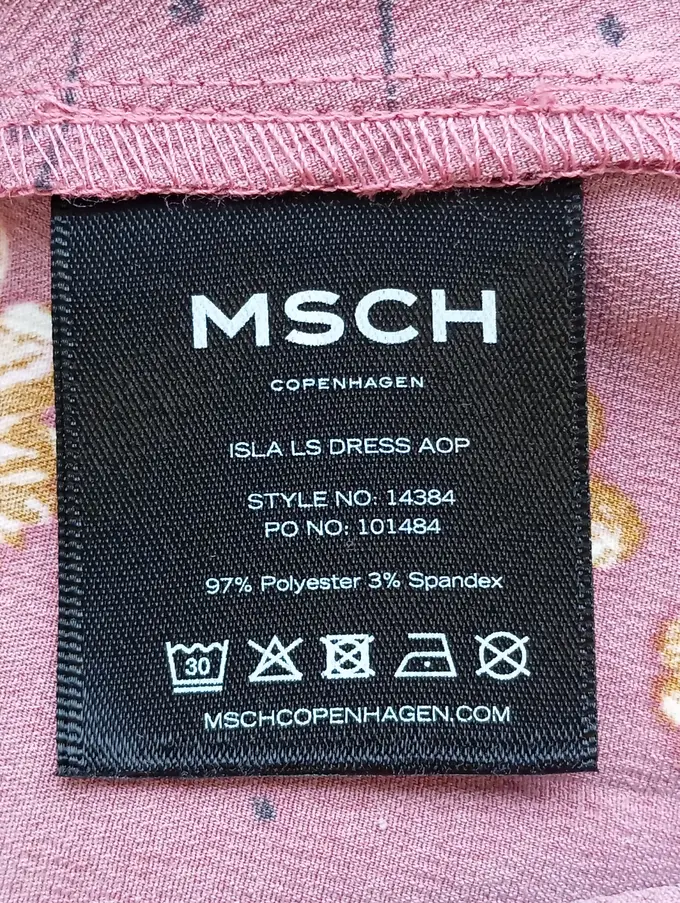 MSCH
COPENHAGEN
ISLA LS DRESS AOP
STYLE NO: 14384
PO NO: 101484
97% Polyester 3% Spandex
30
MSCHCOPENHAGEN.COM